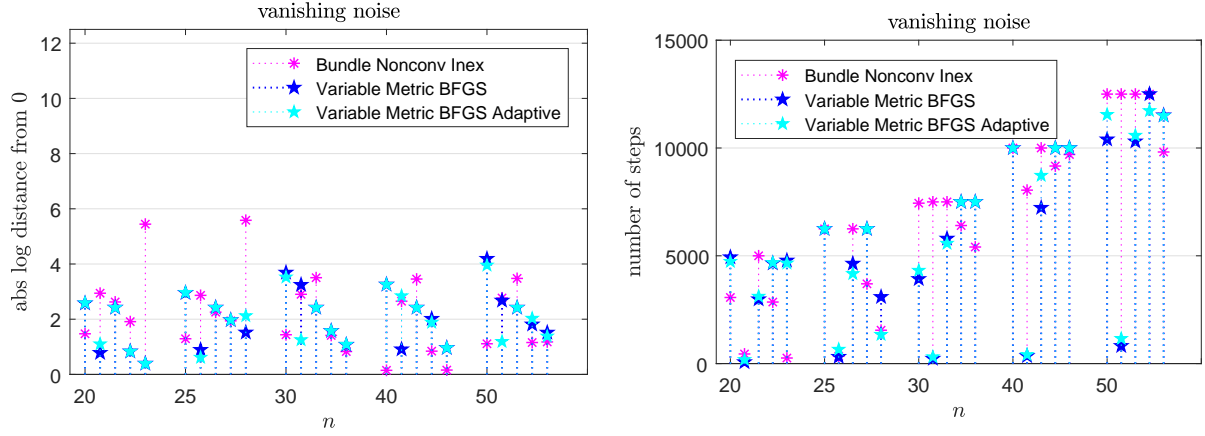 vanishing noise
abs log distance from 0
12
10
8
6
4
2
0
Bundle Nonconv Inex
Variable Metric BFGS
Variable Metric BFGS Adaptive
20 25 30 40 50
n
vanishing noise
number of steps
15000
10000
5000
0
Bundle Nonconv Inex
Variable Metric BFGS
Variable Metric BFGS Adaptive
20 25 30 40 50
n